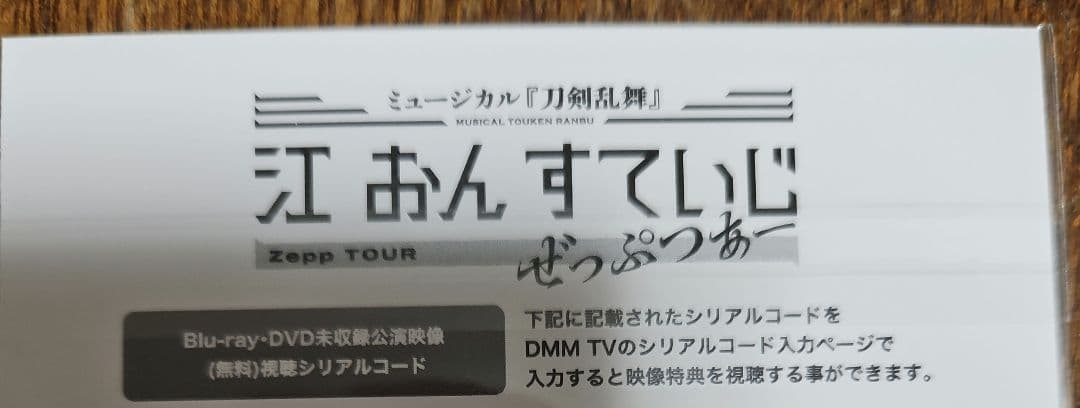 ミュージカル『刀剣乱舞』
MUSICAL TOUKEN RANBU
江 おん すていじ
Zepp TOUR ぜっぷつあー
Blu-ray・DVD未収録公演映像
(無料)視聴シリアルコード
下記に記載されたシリアルコードを
DMM TVのシリアルコード入力ページで
入力すると映像特典を視聴する事ができます。